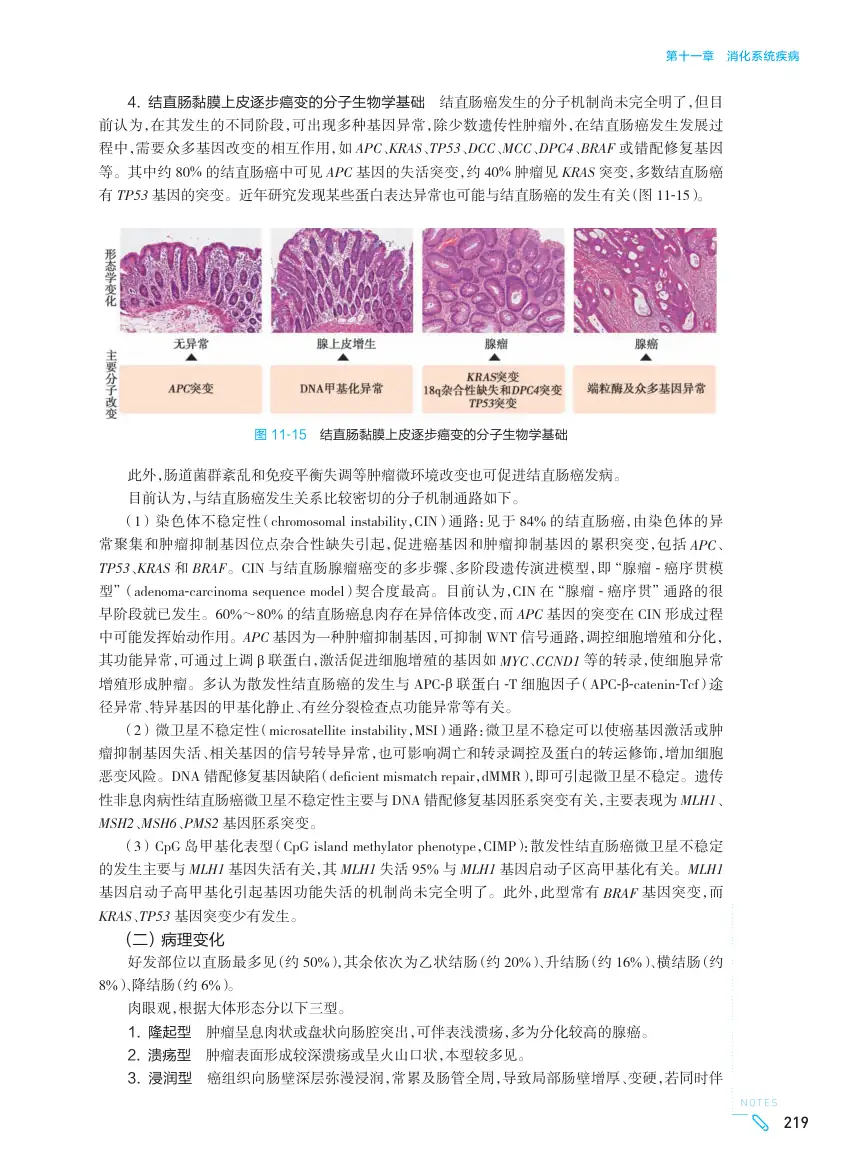 第十一章　消化系统疾病
4. 结直肠黏膜上皮逐步癌变的分子生物学基础　结直肠癌发生的分子机制尚未完全明了,但目
前认为,在其发生的不同阶段,可出现多种基因异常,除少数遗传性肿瘤外,在结直肠癌发生发展过
程中,需要众多基因改变的相互作用,如 APC、KRAS、TP53、DCC、MCC、DPC4、BRAF 或错配修复基因
等。其中约 80% 的结直肠癌中可见 APC 基因的失活突变,约 40% 肿瘤见 KRAS 突变,多数结直肠癌
有 TP53 基因的突变。近年研究发现某些蛋白表达异常也可能与结直肠癌的发生有关(图 11-15)。
形态学变化
无异常　腺上皮增生　腺瘤　腺癌
主要分子改变
APC突变
DNA甲基化异常
KRAS突变
18q杂合性缺失和DPC4突变
TP53突变
端粒酶及众多基因异常
图 11-15　结直肠黏膜上皮逐步癌变的分子生物学基础
此外,肠道菌群紊乱和免疫平衡失调等肿瘤微环境改变也可促进结直肠癌发病。
目前认为,与结直肠癌发生关系比较密切的分子机制通路如下。
(1)染色体不稳定性(chromosomal instability,CIN)通路:见于 84% 的结直肠癌,由染色体的异
常聚集和肿瘤抑制基因位点杂合性缺失引起,促进癌基因和肿瘤抑制基因的累积突变,包括 APC、
TP53、KRAS 和 BRAF。CIN 与结直肠腺瘤癌变的多步骤、多阶段遗传演进模型,即“腺瘤 - 癌序贯模
型”(adenoma-carcinoma sequence model)契合度最高。目前认为,CIN 在“腺瘤 - 癌序贯”通路的很
早阶段就已发生。60%～80% 的结直肠癌息肉存在异倍体改变,而 APC 基因的突变在 CIN 形成过程
中可能发挥始动作用。APC 基因为一种肿瘤抑制基因,可抑制 WNT 信号通路,调控细胞增殖和分化,
其功能异常,可通过上调 β 联蛋白,激活促进细胞增殖的基因如 MYC、CCND1 等的转录,使细胞异常
增殖形成肿瘤。多认为散发性结直肠癌的发生与 APC-β 联蛋白 -T 细胞因子(APC-β-catenin-Tcf)途
径异常、特异基因的甲基化静止、有丝分裂检查点功能异常等有关。
(2)微卫星不稳定性(microsatellite instability,MSI)通路:微卫星不稳定可以使癌基因激活或肿
瘤抑制基因失活、相关基因的信号转导异常,也可影响凋亡和转录调控及蛋白的转运修饰,增加细胞
恶变风险。DNA 错配修复基因缺陷(deficient mismatch repair,dMMR),即可引起微卫星不稳定。遗传
性非息肉病性结直肠癌微卫星不稳定性主要与 DNA 错配修复基因胚系突变有关,主要表现为 MLH1、
MSH2、MSH6、PMS2 基因胚系突变。
(3)CpG 岛甲基化表型(CpG island methylator phenotype,CIMP):散发性结直肠癌微卫星不稳定
的发生主要与 MLH1 基因失活有关,其 MLH1 失活 95% 与 MLH1 基因启动子区高甲基化有关。MLH1
基因启动子高甲基化引起基因功能失活的机制尚未完全明了。此外,此型常有 BRAF 基因突变,而
KRAS、TP53 基因突变少有发生。
(二)病理变化
好发部位以直肠最多见(约 50%),其余依次为乙状结肠(约 20%)、升结肠(约 16%)、横结肠(约
8%)、降结肠(约 6%)。
肉眼观,根据大体形态分以下三型。
1. 隆起型　肿瘤呈息肉状或盘状向肠腔突出,可伴表浅溃疡,多为分化较高的腺癌。
2. 溃疡型　肿瘤表面形成较深溃疡或呈火山口状,本型较多见。
3. 浸润型　癌组织向肠壁深层弥漫浸润,常累及肠管全周,导致局部肠壁增厚、变硬,若同时伴
NOTES
219